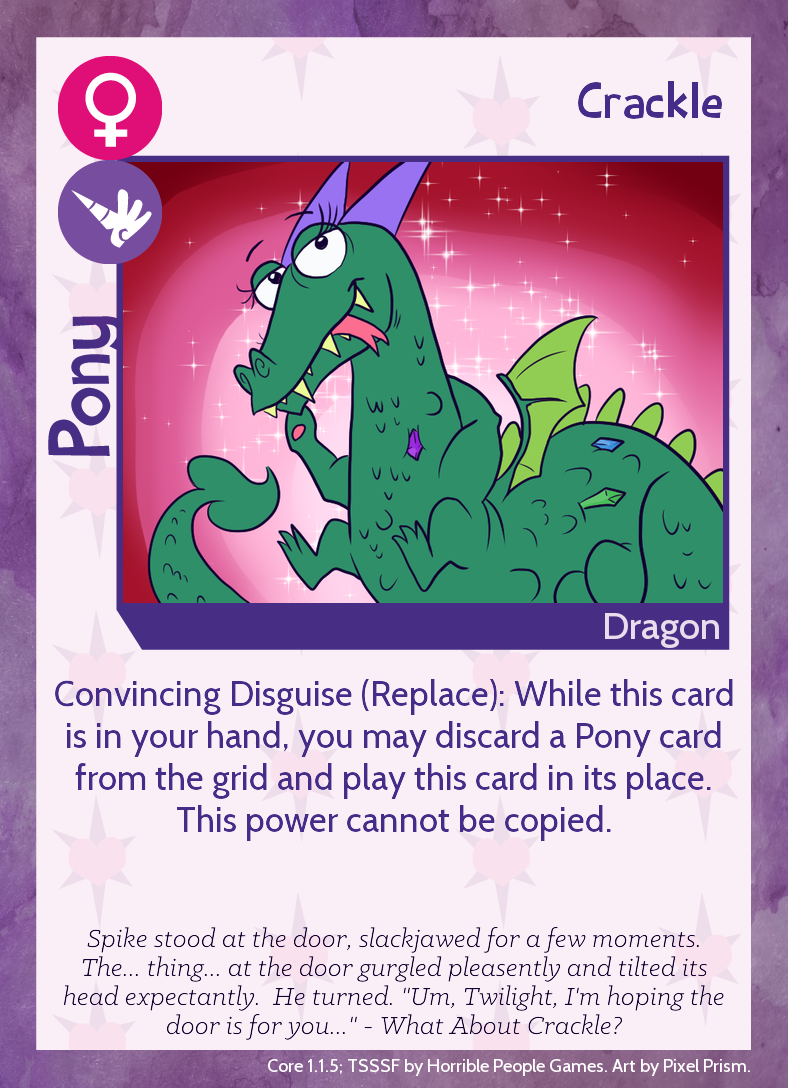 Crackle
Pony
Dragon
Convincing Disguise (Replace): While this card
is in your hand, you may discard a Pony card
from the grid and play this card in its place.
This power cannot be copied.
Spike stood at the door, slackjawed for a few moments.
The... thing... at the door gurgled pleasently and tilted its
head expectantly.  He turned. "Um, Twilight, I'm hoping the
door is for you..." - What About Crackle?
Core 1.1.5; TSSSF by Horrible People Games. Art by Pixel Prism.